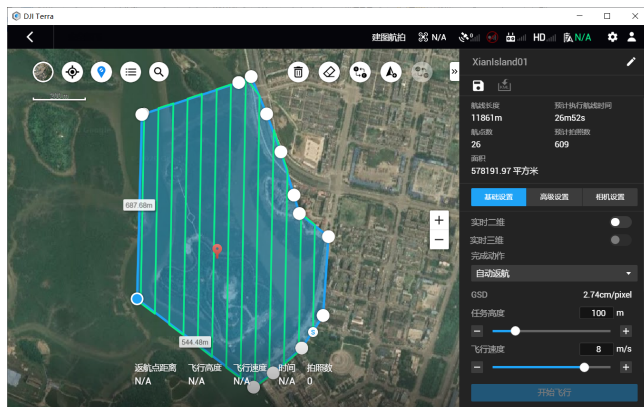 DJI Terra
建图航拍
N/A
HD
N/A
XianIsland01
航线长度
预计执行航线时间
11861m
26m52s
航点数
预计拍照数
26
609
面积
578191.97 平方米
基础设置
高级设置
相机设置
实时二维
实时三维
完成动作
自动返航
GSD
2.74cm/pixel
任务高度
100 m
飞行速度
8 m/s
开始飞行
687.68m
544.48m
S
返航点距离
飞行高度
飞行速度
时间
拍照数
N/A
N/A
N/A
N/A
0